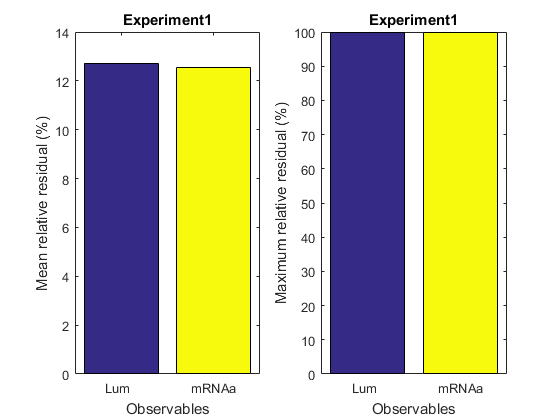 Experiment1
14
12
10
8
6
4
2
0
Mean relative residual (%)
Lum mRNAa
Observables
Experiment1
100
90
80
70
60
50
40
30
20
10
0
Maximum relative residual (%)
Lum mRNAa
Observables